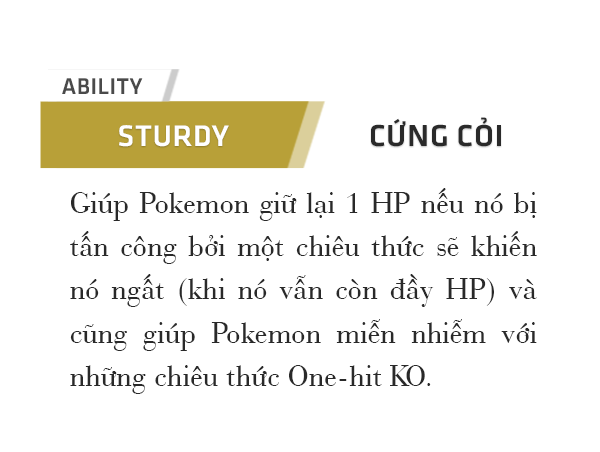 ABILITY
STURDY CỨNG CỎI
Giúp Pokemon giữ lại 1 HP nếu nó bị
tấn công bởi một chiêu thức sẽ khiến
nó ngất (khi nó vẫn còn đầy HP) và
cũng giúp Pokemon miễn nhiễm với
những chiêu thức One-hit KO.